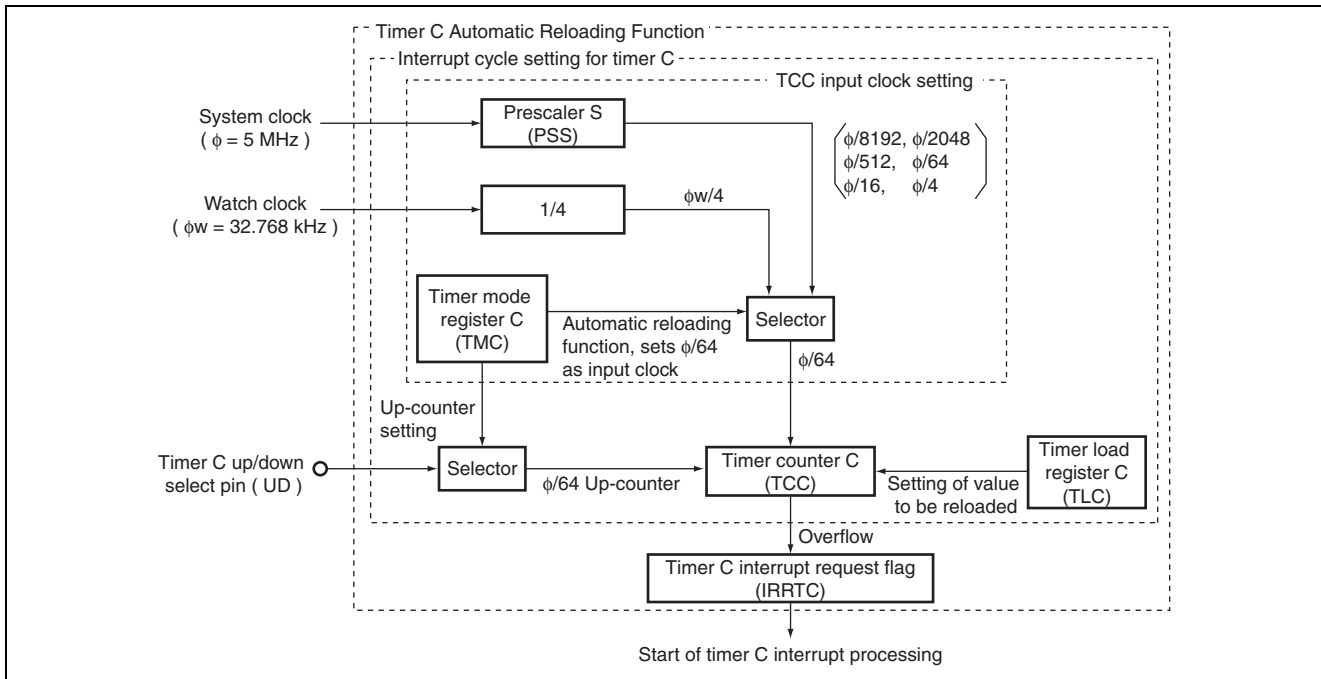 Timer C Automatic Reloading Function
Interrupt cycle setting for timer C
TCC input clock setting
System clock
( ϕ = 5 MHz )
Prescaler S
(PSS)
ϕ/8192, ϕ/2048
ϕ/512, ϕ/64
ϕ/16, ϕ/4
Watch clock
( ϕw = 32.768 kHz )
1/4
ϕw/4
Timer mode
register C
(TMC)
Automatic reloading
function, sets ϕ/64
as input clock
Selector
ϕ/64
Up-counter
setting
Timer C up/down
select pin ( UD )
Selector
ϕ/64 Up-counter
Timer counter C
(TCC)
Setting of value
to be reloaded
Timer load
register C
(TLC)
Overflow
Timer C interrupt request flag
(IRRTC)
Start of timer C interrupt processing